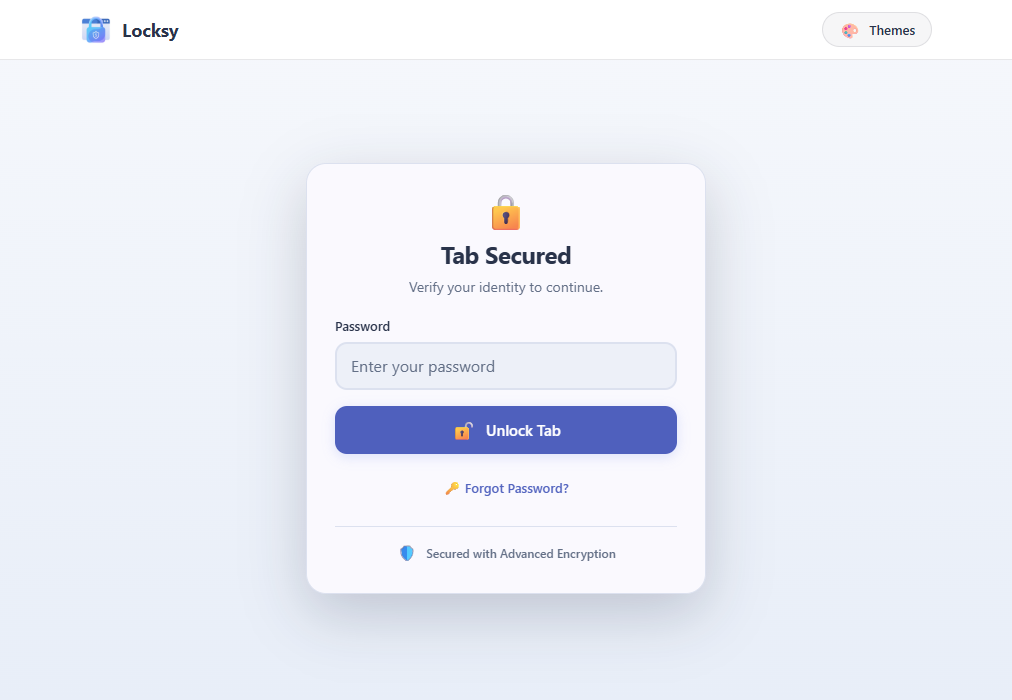 Locksy
Themes
Tab Secured
Verify your identity to continue.
Password
Enter your password
Unlock Tab
Forgot Password?
Secured with Advanced Encryption